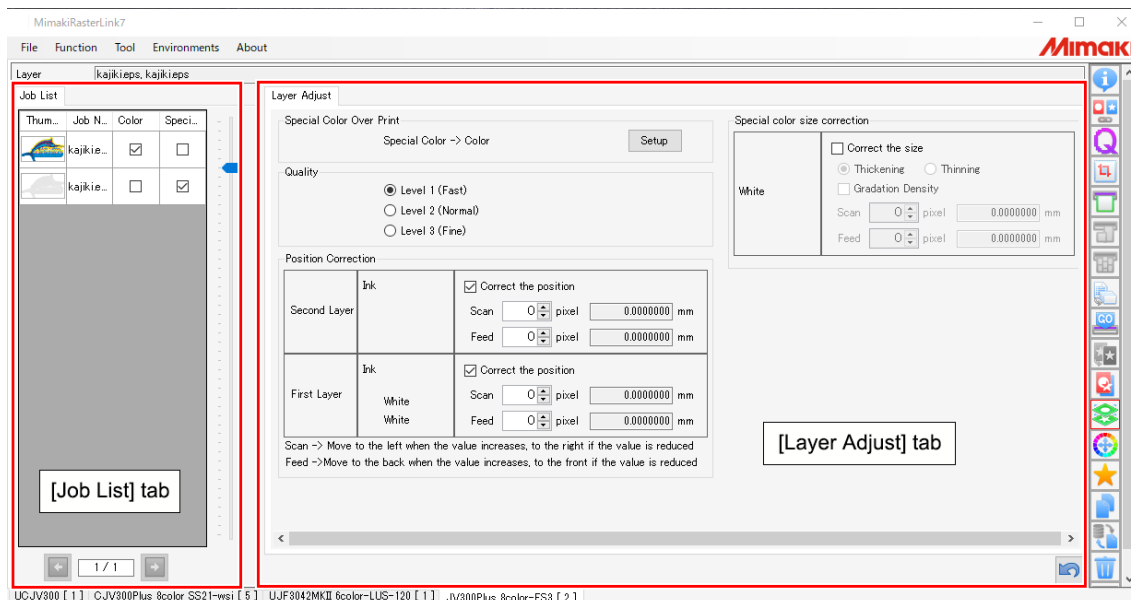 MimakiRasterLink7
File Function Tool Environments About
Mimaki
Layer kajiki.eps, kajiki.eps
Job List
Thum... Job N... Color Speci...
kajiki.e...
kajiki.e...
[Job List] tab
1 / 1
Layer Adjust
Special Color Over Print
Special Color -> Color Setup
Quality
Level 1 (Fast)
Level 2 (Normal)
Level 3 (Fine)
Position Correction
Second Layer
Ink
Correct the position
Scan 0 pixel 0.0000000 mm
Feed 0 pixel 0.0000000 mm
First Layer
Ink
White
White
Correct the position
Scan 0 pixel 0.0000000 mm
Feed 0 pixel 0.0000000 mm
Scan -> Move to the left when the value increases, to the right if the value is reduced
Feed ->Move to the back when the value increases, to the front if the value is reduced
Special color size correction
White
Correct the size
Thickening Thinning
Gradation Density
Scan 0 pixel 0.0000000 mm
Feed 0 pixel 0.0000000 mm
[Layer Adjust] tab
Q
GO
UCJV300 [ 1 ] CJV300Plus 8color SS21-wsi [ 5 ] UJF3042MKII 6color-LUS-120 [ 1 ] JV300Plus 8color-ES3 [ 2 ]